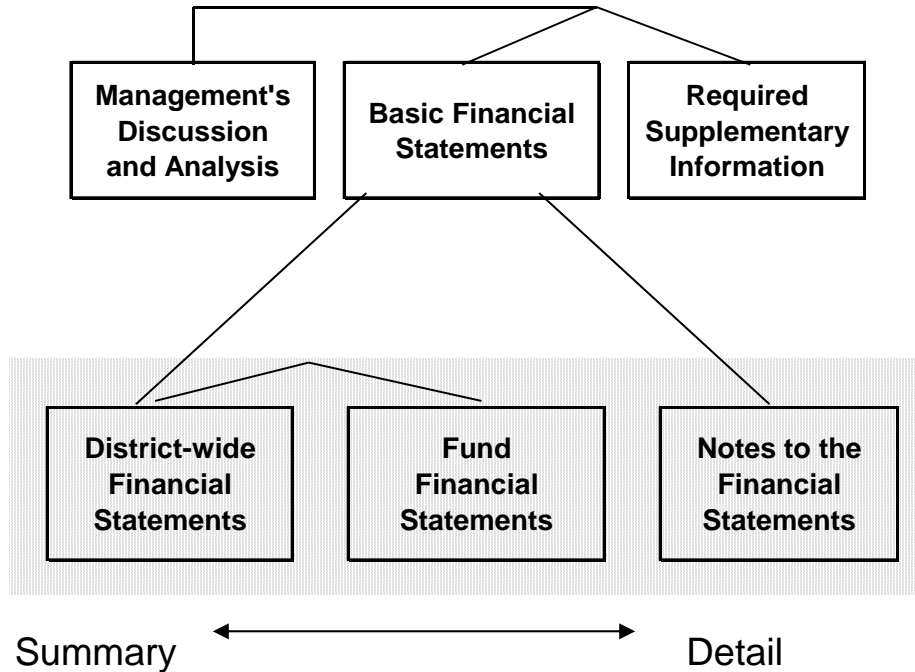 Management's
Discussion
and Analysis
Basic Financial
Statements
Required
Supplementary
Information
District-wide
Financial
Statements
Fund
Financial
Statements
Notes to the
Financial
Statements
Summary
Detail